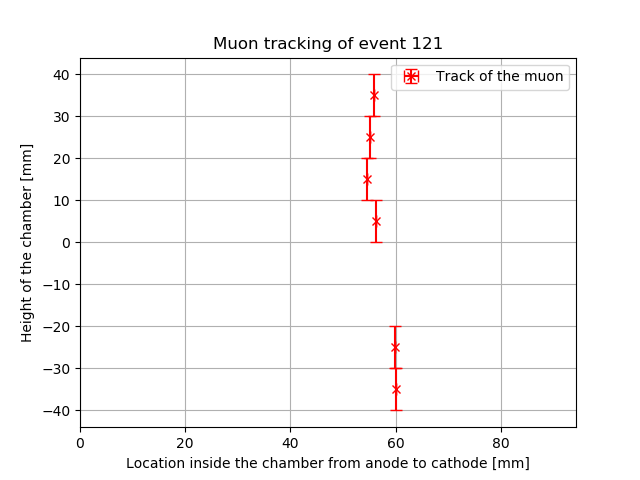 Muon tracking of event 121
Track of the muon
Height of the chamber [mm]
40
30
20
10
0
−10
−20
−30
−40
0 20 40 60 80
Location inside the chamber from anode to cathode [mm]